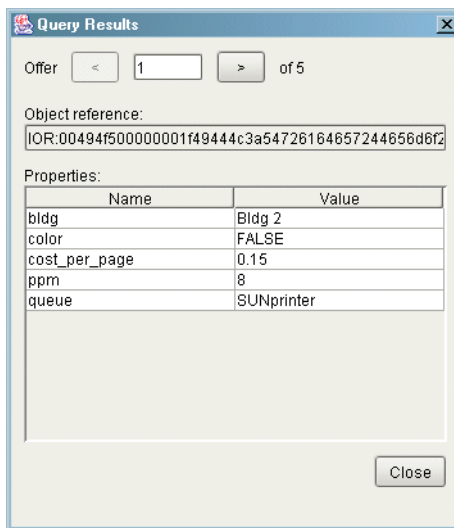 Query Results
Offer < 1 > of 5
Object reference:
IOR:00494f500000001f49444c3a54726164657244656d6f2
Properties:
Name Value
bldg Bldg 2
color FALSE
cost_per_page 0.15
ppm 8
queue SUNprinter
Close